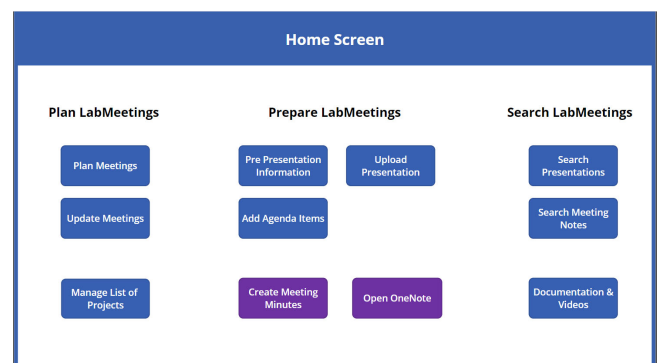 Home Screen
Plan LabMeetings
Prepare LabMeetings
Search LabMeetings
Plan Meetings
Pre Presentation
Information
Upload
Presentation
Search
Presentations
Update Meetings
Add Agenda Items
Search Meeting
Notes
Manage List of
Projects
Create Meeting
Minutes
Open OneNote
Documentation &
Videos